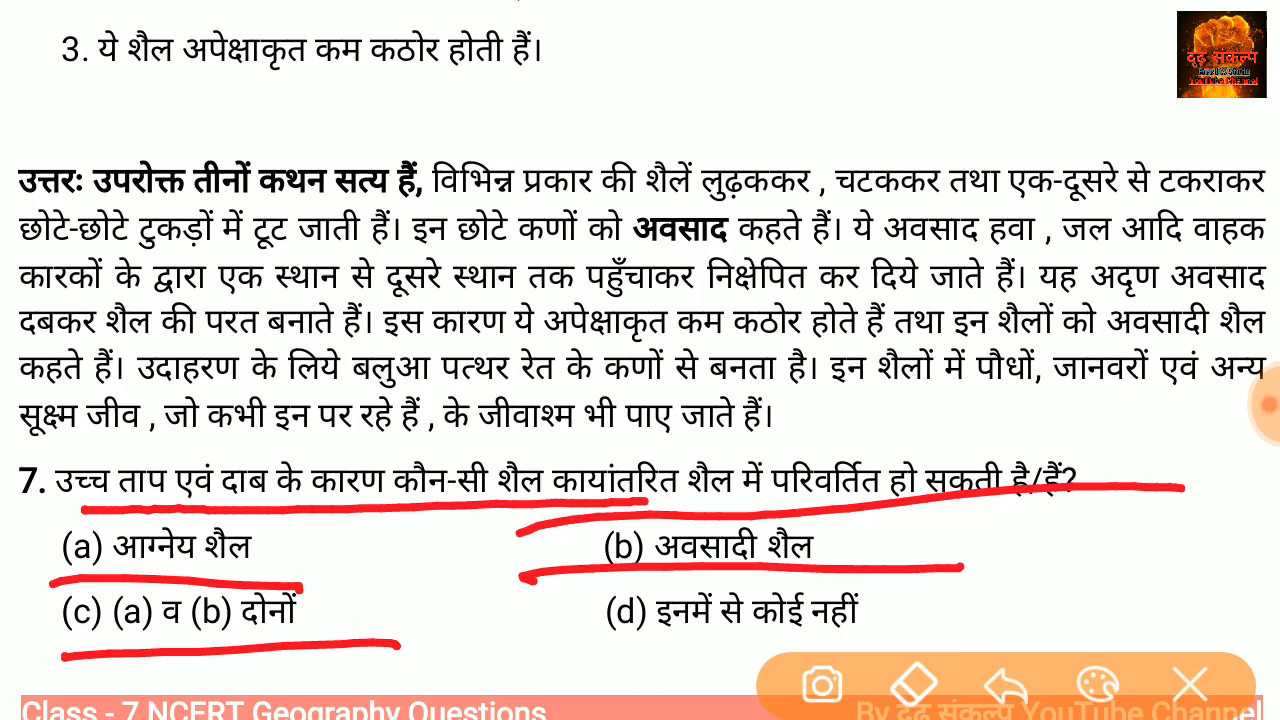 3. ये शैल अपेक्षाकृत कम कठोर होती हैं।
दृढ़ संकल्प
उत्तरः उपरोक्त तीनों कथन सत्य हैं, विभिन्न प्रकार की शैलें लुढ़ककर , चटककर तथा एक-दूसरे से टकराकर
छोटे-छोटे टुकड़ों में टूट जाती हैं। इन छोटे कणों को अवसाद कहते हैं। ये अवसाद हवा , जल आदि वाहक
कारकों के द्वारा एक स्थान से दूसरे स्थान तक पहुँचाकर निक्षेपित कर दिये जाते हैं। यह अदृण अवसाद
दबकर शैल की परत बनाते हैं। इस कारण ये अपेक्षाकृत कम कठोर होते हैं तथा इन शैलों को अवसादी शैल
कहते हैं। उदाहरण के लिये बलुआ पत्थर रेत के कणों से बनता है। इन शैलों में पौधों, जानवरों एवं अन्य
सूक्ष्म जीव , जो कभी इन पर रहे हैं , के जीवाश्म भी पाए जाते हैं।
7. उच्च ताप एवं दाब के कारण कौन-सी शैल कायांतरित शैल में परिवर्तित हो सकती है/हैं?
(a) आग्नेय शैल (b) अवसादी शैल
(c) (a) व (b) दोनों (d) इनमें से कोई नहीं
Class - 7 NCERT Geography Questions By दृढ़ संकल्प YouTube Channel